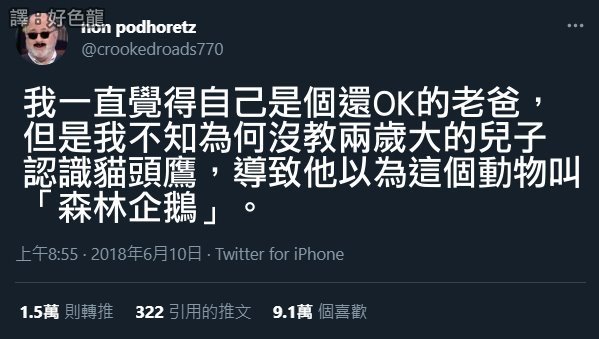 譯：好色龍
non podhoretz
@crookedroads770
我一直覺得自己是個還OK的老爸，
但是我不知為何沒教兩歲大的兒子
認識貓頭鷹，導致他以為這個動物叫
「森林企鵝」。
上午8:55 · 2018年6月10日 · Twitter for iPhone
1.5萬 則轉推 322 引用的推文 9.1萬 個喜歡